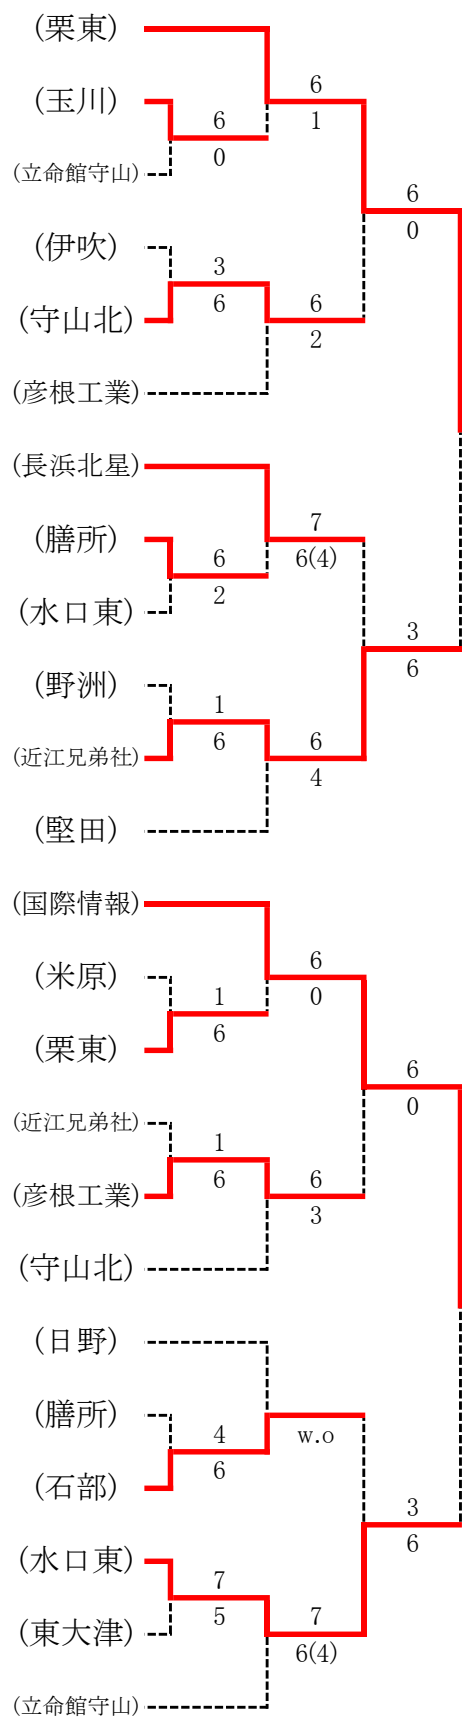 (栗東)
6
(玉川)
1
6
(立命館守山)
0
6
0
(伊吹)
3
6
6
(守山北)
2
(彦根工業)
(長浜北星)
7
(膳所)
6(4)
6
2
(水口東)
3
6
(野洲)
1
6
6
(近江兄弟社)
4
(堅田)
(国際情報)
6
(米原)
0
1
6
(栗東)
6
0
(近江兄弟社)
1
6
6
(彦根工業)
3
(守山北)
(日野)
(膳所)
w.o
4
6
(石部)
3
6
(水口東)
7
5
7
(東大津)
6(4)
(立命館守山)